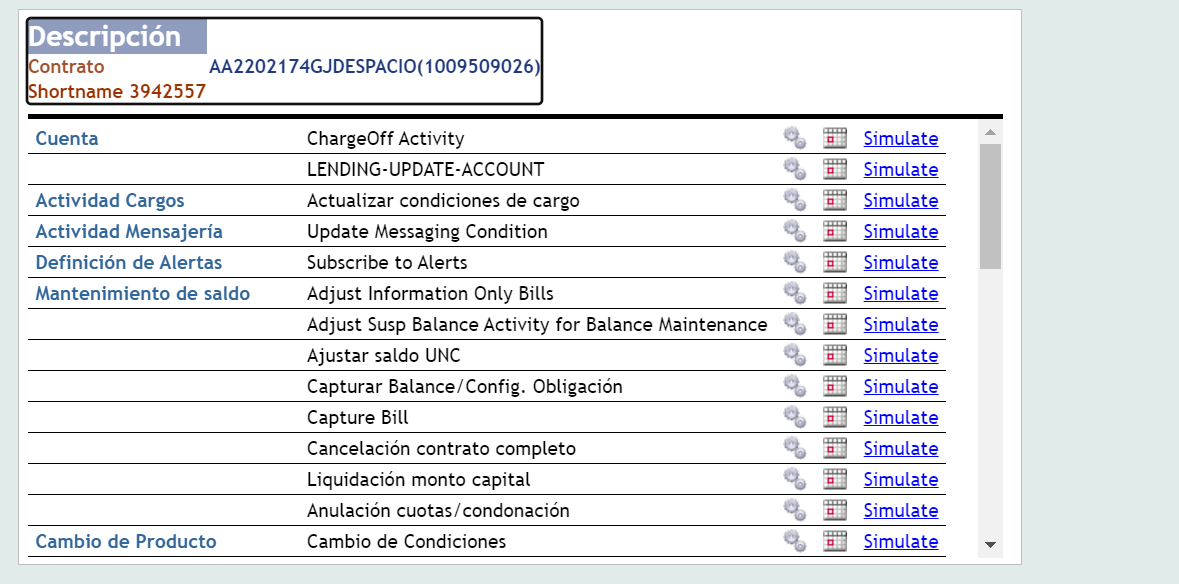 Descripción
Contrato AA2202174GJDESPACIO(1009509026)
Shortname 3942557
Cuenta ChargeOff Activity Simulate
LENDING-UPDATE-ACCOUNT Simulate
Actividad Cargos Actualizar condiciones de cargo Simulate
Actividad Mensajería Update Messaging Condition Simulate
Definición de Alertas Subscribe to Alerts Simulate
Mantenimiento de saldo Adjust Information Only Bills Simulate
Adjust Susp Balance Activity for Balance Maintenance Simulate
Ajustar saldo UNC Simulate
Capturar Balance/Config. Obligación Simulate
Capture Bill Simulate
Cancelación contrato completo Simulate
Liquidación monto capital Simulate
Anulación cuotas/condonación Simulate
Cambio de Producto Cambio de Condiciones Simulate